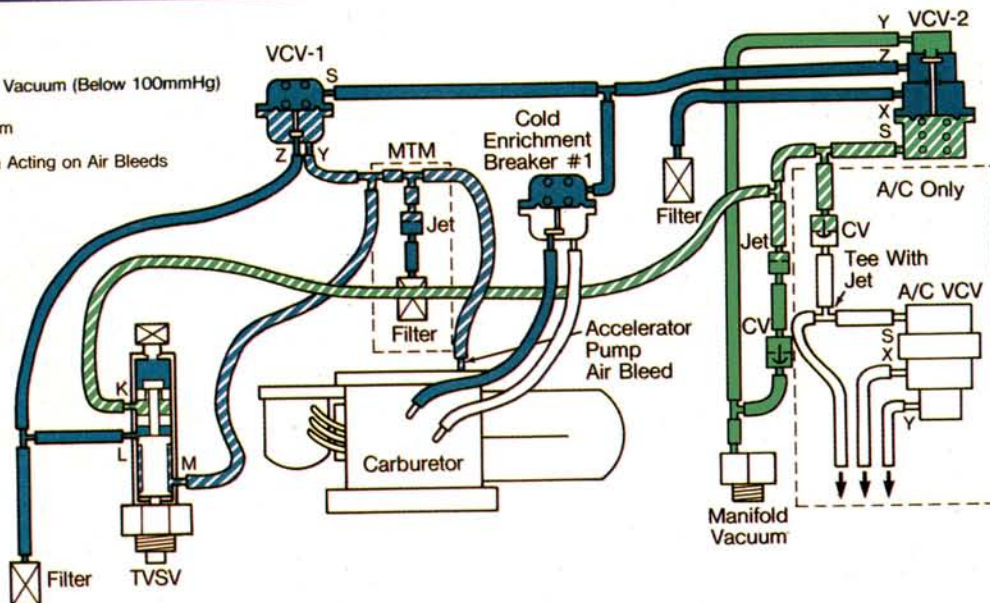 VCV-1
VCV-2
Vacuum (Below 100mmHg)
m
Acting on Air Bleeds
S
Z
Y
MTM
Jet
Filter
Cold
Enrichment
Breaker #1
Y
Z
X
S
Filter
A/C Only
Jet
CV
CV
Tee With
Jet
A/C VCV
S
X
Y
Accelerator
Pump
Air Bleed
K
L
M
Carburetor
Manifold
Vacuum
Filter
TVSV